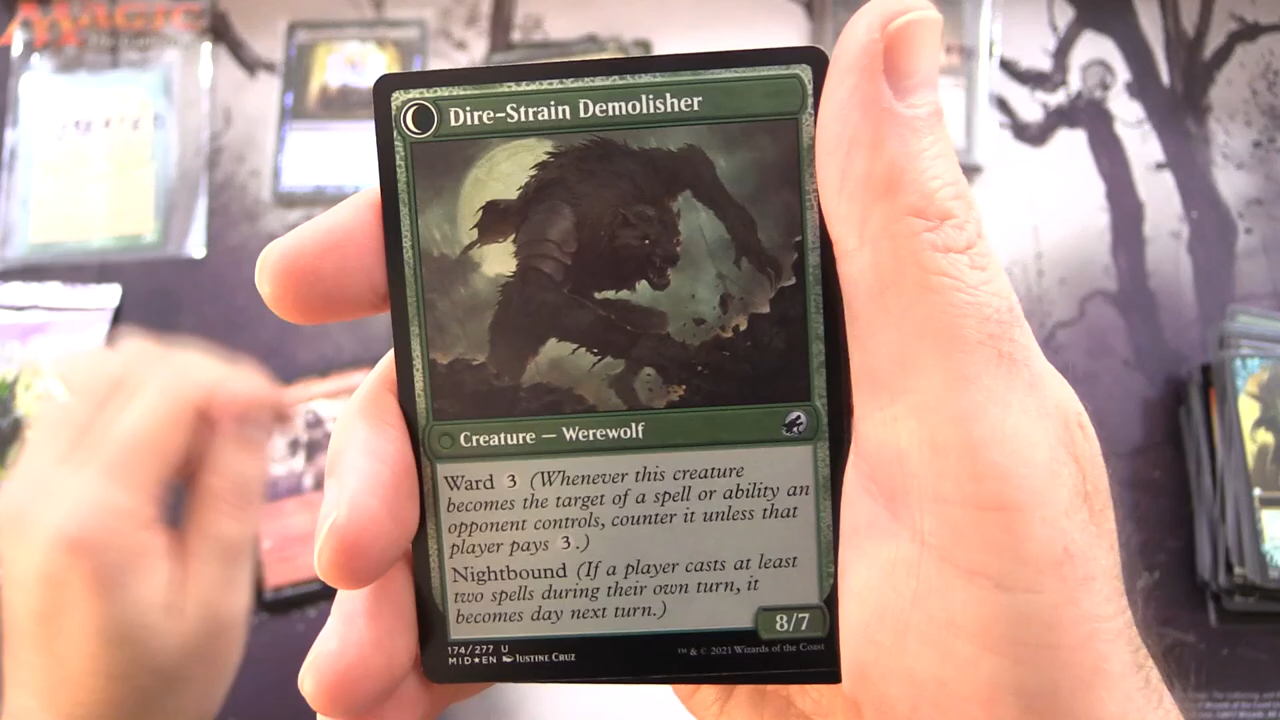 MAGIC
Dire-Strain Demolisher
Creature — Werewolf
Ward 3 (Whenever this creature
becomes the target of a spell or ability an
opponent controls, counter it unless that
player pays 3.)
Nightbound (If a player casts at least
two spells during their own turn, it
becomes day next turn.)
8/7
174/277 U
MID★EN Justine Cruz
™ & © 2021 Wizards of the Coast